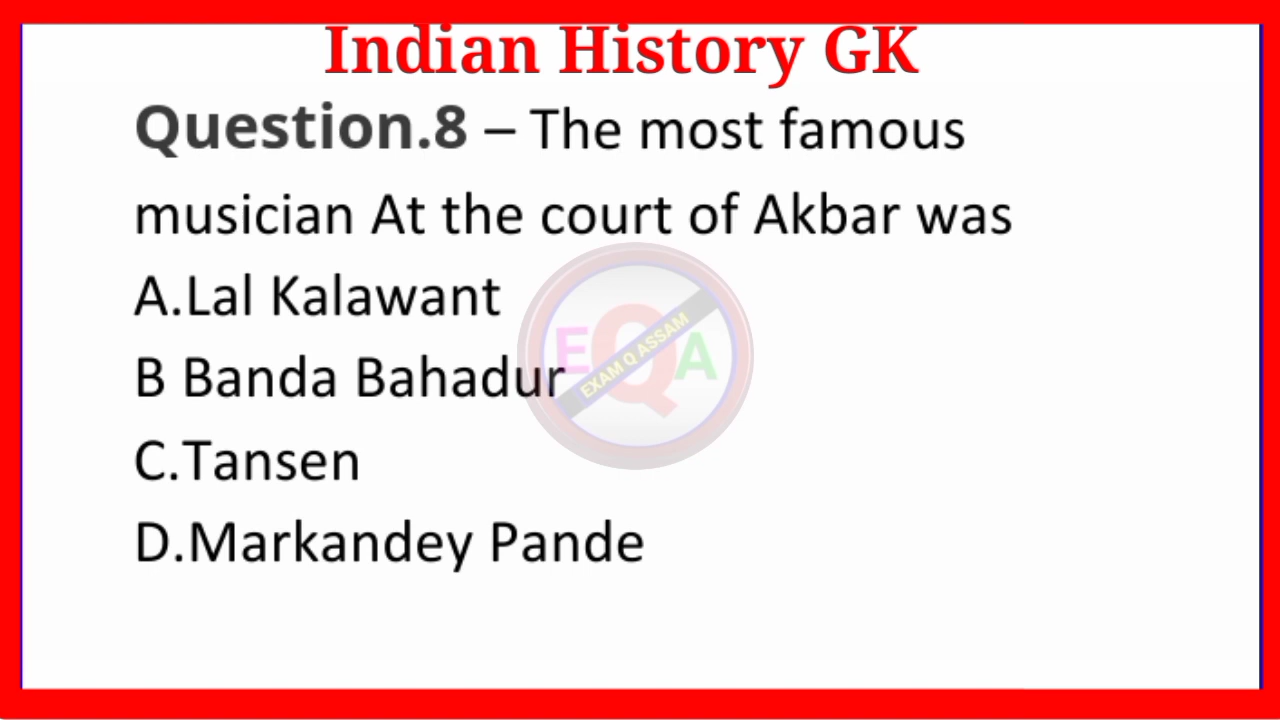 Indian History GK
Question.8 – The most famous
musician At the court of Akbar was
A.Lal Kalawant
B Banda Bahadur
C.Tansen
D.Markandey Pande
EQA
EXAM Q ASSAM